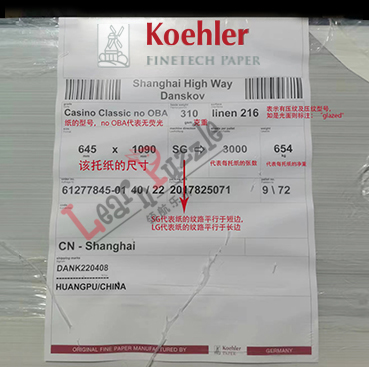 Koehler
FINETECH PAPER
Shanghai High Way
Danskov
Casino Classic no OBA 310 linen 216
表示有压纹及压纹型号,
如是光面则标注: "glazed"
纸的型号, no OBA代表无荧光 克重
645 x 1090 SG 3000 654
kg
该托纸的尺寸
代表每托纸的张数 代表每托纸的净重
61277845-01 40 / 22 2017825071 9 \ 72
SG代表纸的纹路平行于短边,
LG代表纸的纹路平行于长边
CN - Shanghai
DANK220408
HUANGPU/CHINA
ORIGINAL FINE PAPER MANUFACTURED BY Koehler PAPER GERMANY